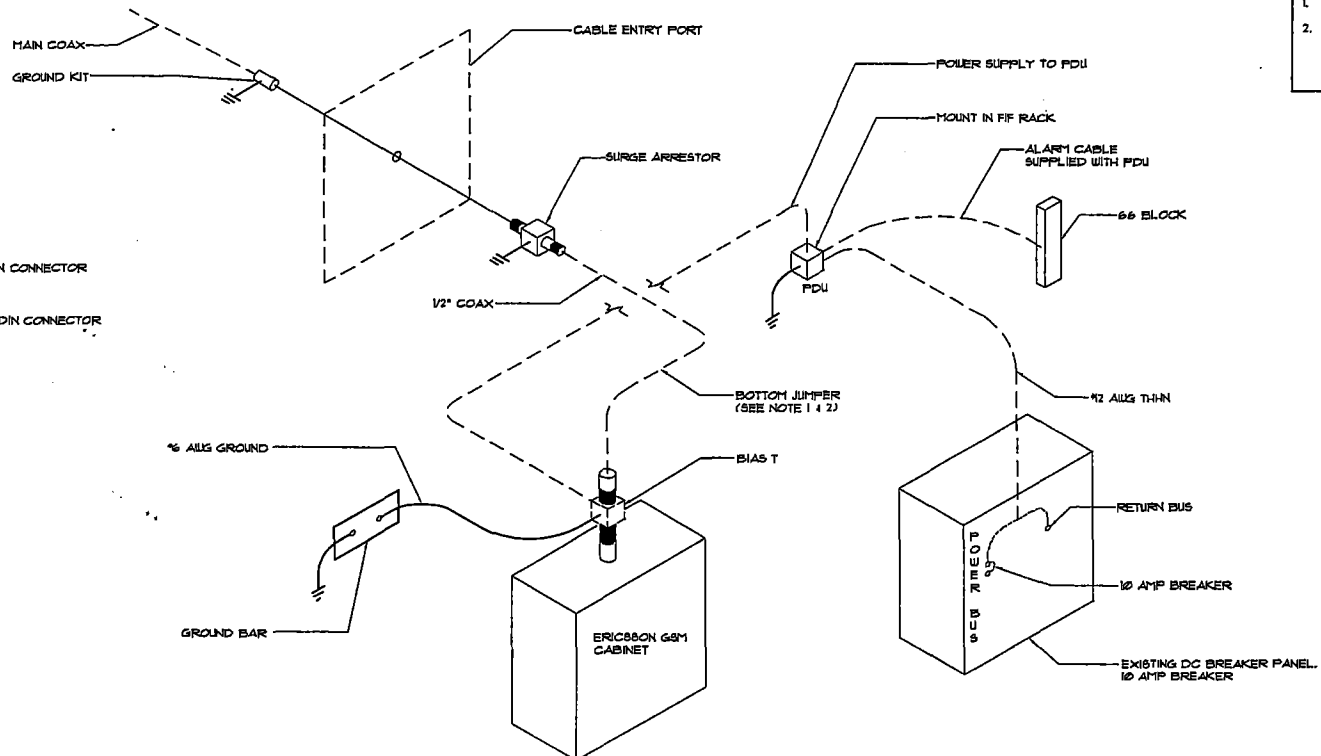 1.
2.
MAIN COAX
GROUND KIT
CABLE ENTRY PORT
POWER SUPPLY TO PDU
MOUNT IN FIF RACK
ALARM CABLE
SUPPLIED WITH PDU
SURGE ARRESTOR
66 BLOCK
N CONNECTOR
PDU
1/2" COAX
DIN CONNECTOR
BOTTOM JUMPER
(SEE NOTE 1 & 2)
#12 AWG THHN
#6 AWG GROUND
BIAS T
RETURN BUS
POWER BUS
10 AMP BREAKER
GROUND BAR
ERICSSON GSM
CABINET
EXISTING DC BREAKER PANEL.
10 AMP BREAKER